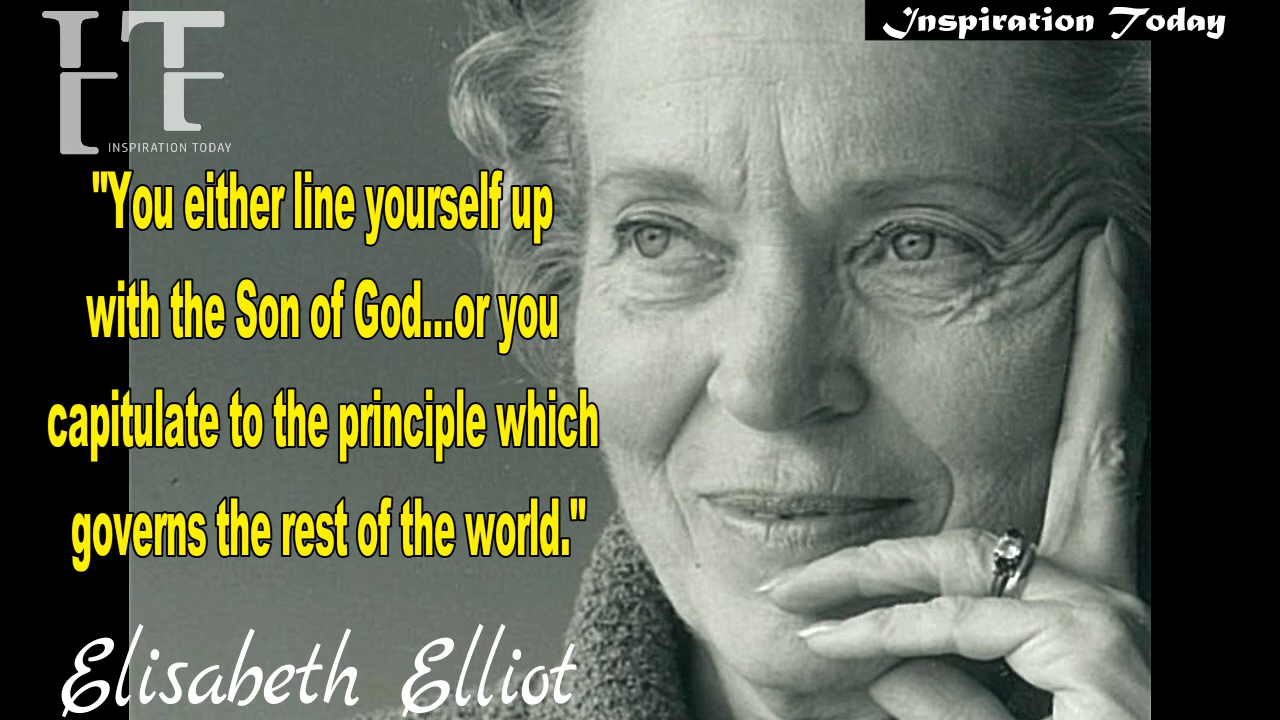 Inspiration Today
INSPIRATION TODAY
"You either line yourself up
with the Son of God...or you
capitulate to the principle which
governs the rest of the world."
Elisabeth Elliot